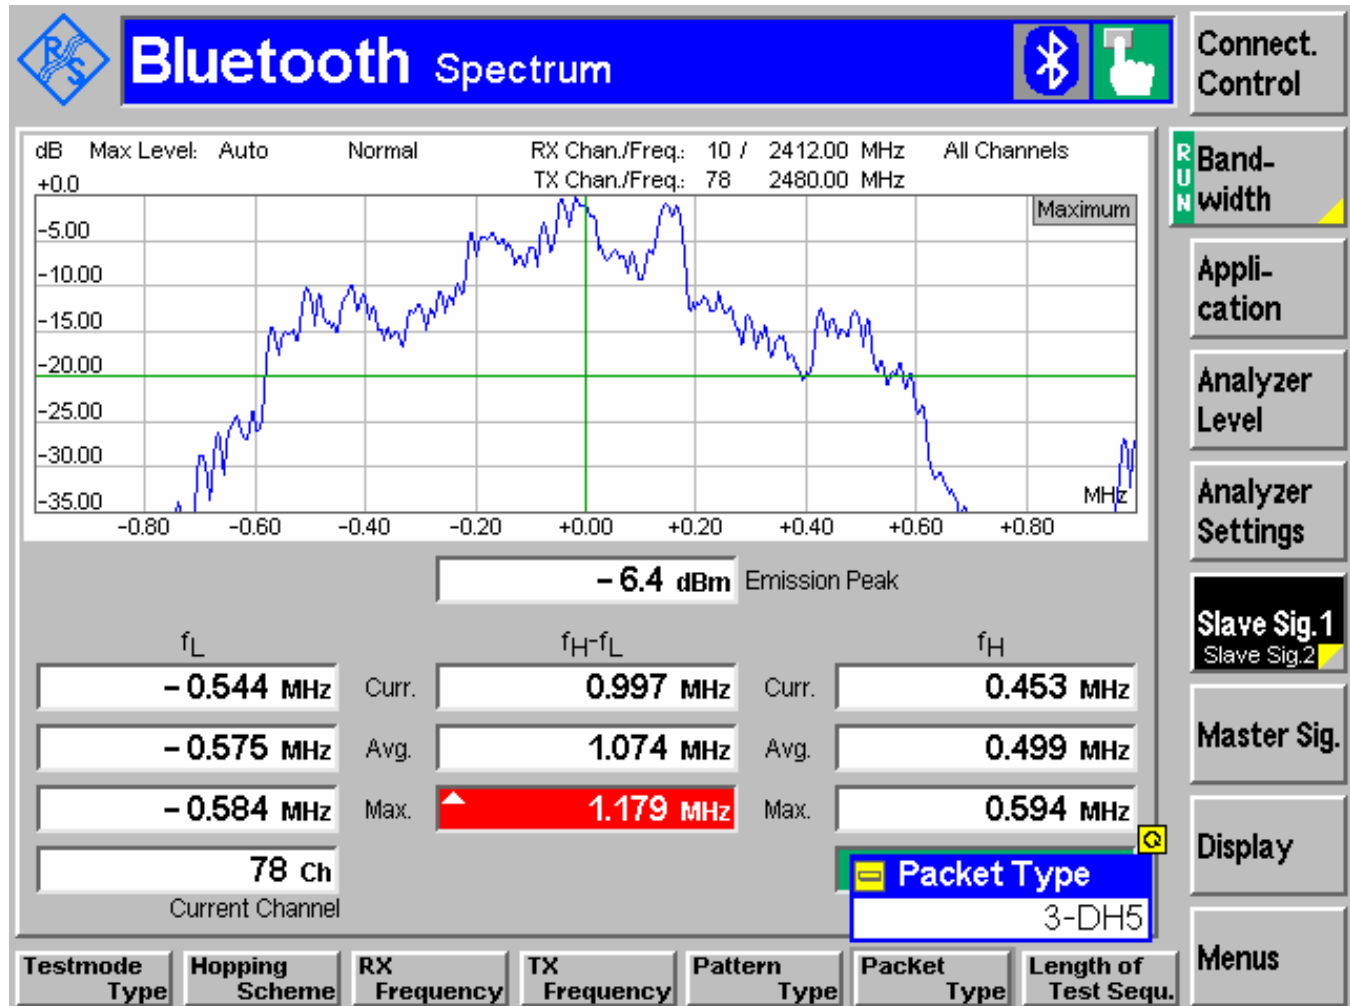 R&S
Bluetooth Spectrum
Connect. Control
dB Max Level: Auto Normal RX Chan./Freq.: 10 / 2412.00 MHz All Channels
+0.0 TX Chan./Freq.: 78 2480.00 MHz
Maximum
-5.00
-10.00
-15.00
-20.00
-25.00
-30.00
-35.00
MHz
-0.80 -0.60 -0.40 -0.20 +0.00 +0.20 +0.40 +0.60 +0.80
RUN
Band-
width
Appli-
cation
Analyzer
Level
Analyzer
Settings
Slave Sig.1
Slave Sig.2
Master Sig.
Display
Menus
-6.4 dBm Emission Peak
fL fH-fL fH
-0.544 MHz Curr. 0.997 MHz Curr. 0.453 MHz
-0.575 MHz Avg. 1.074 MHz Avg. 0.499 MHz
-0.584 MHz Max. 1.179 MHz Max. 0.594 MHz
78 Ch
Current Channel
Packet Type
3-DH5
Testmode Type
Hopping Scheme
RX Frequency
TX Frequency
Pattern Type
Packet Type
Length of Test Sequ.